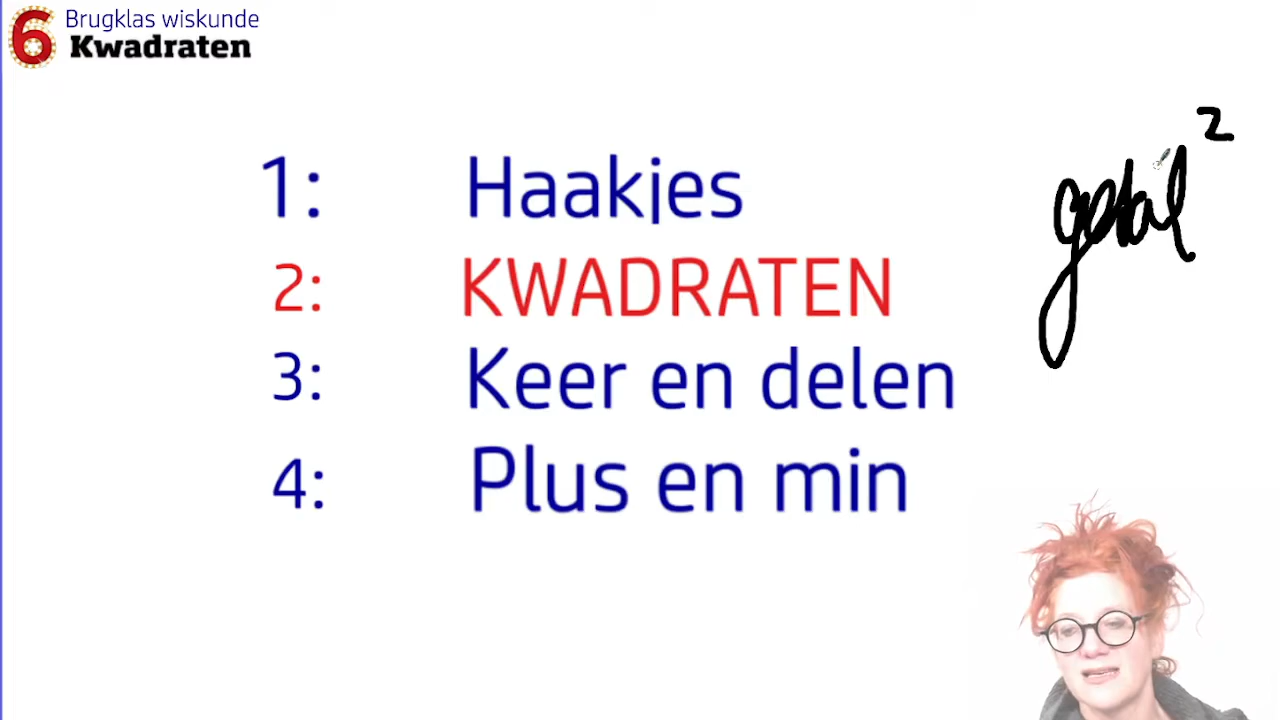 6 Brugklas wiskunde
Kwadraten
1: Haakjes
2: KWADRATEN
3: Keer en delen
4: Plus en min
getal²